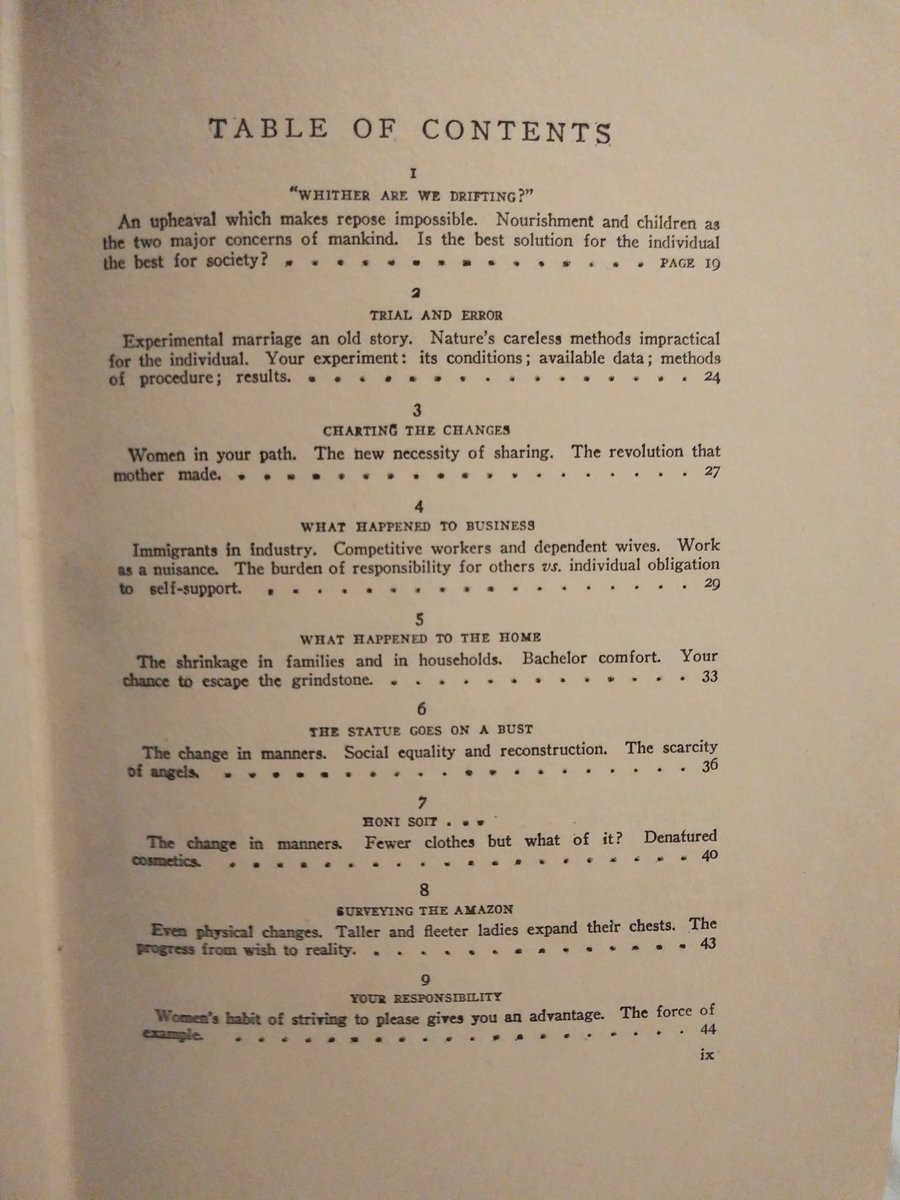 TABLE OF CONTENTS
1
"WHITHER ARE WE DRIFTING?"
An upheaval which makes repose impossible. Nourishment and children as
the two major concerns of mankind. Is the best solution for the individual
the best for society? . . . . . . . . . . . . . . . PAGE 19
2
TRIAL AND ERROR
Experimental marriage an old story. Nature's careless methods impractical
for the individual. Your experiment: its conditions; available data; methods
of procedure; results. . . . . . . . . . . . . . . . . 24
3
CHARTING THE CHANGES
Women in your path. The new necessity of sharing. The revolution that
mother made. . . . . . . . . . . . . . . . . . . . 27
4
WHAT HAPPENED TO BUSINESS
Immigrants in industry. Competitive workers and dependent wives. Work
as a nuisance. The burden of responsibility for others vs. individual obligation
to self-support. . . . . . . . . . . . . . . . . . . 29
5
WHAT HAPPENED TO THE HOME
The shrinkage in families and in households. Bachelor comfort. Your
chance to escape the grindstone. . . . . . . . . . . . . . 33
6
THE STATUE GOES ON A BUST
The change in manners. Social equality and reconstruction. The scarcity
of angels. . . . . . . . . . . . . . . . . . . . . 36
7
HONI SOIT . . .
The change in manners. Fewer clothes but what of it? Denatured
cosmetics. . . . . . . . . . . . . . . . . . . . . 40
8
SURVEYING THE AMAZON
Even physical changes. Taller and fleeter ladies expand their chests. The
progress from wish to reality. . . . . . . . . . . . . . . 43
9
YOUR RESPONSIBILITY
Women's habit of striving to please gives you an advantage. The force of
example. . . . . . . . . . . . . . . . . . . . . 44
ix